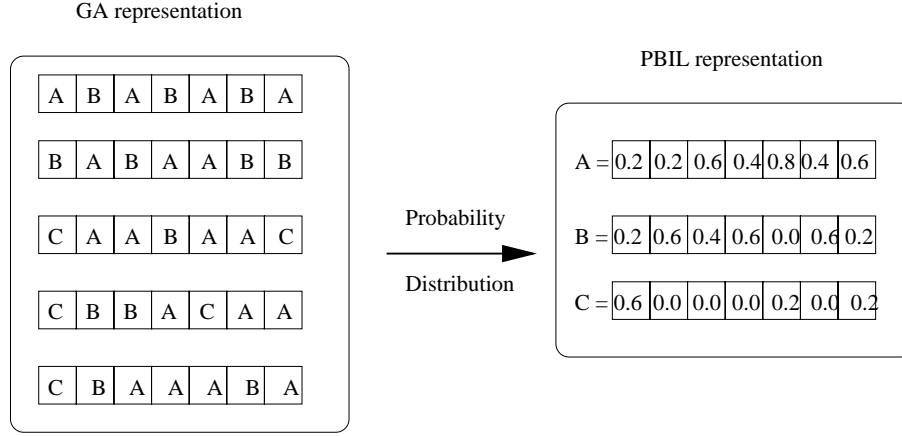 GA representation
A B A B A B A
B A B A A B B
C A A B A A C
C B B A C A A
C B A A A B A
Probability
Distribution
PBIL representation
A = 0.2 0.2 0.6 0.4 0.8 0.4 0.6
B = 0.2 0.6 0.4 0.6 0.0 0.6 0.2
C = 0.6 0.0 0.0 0.0 0.2 0.0 0.2